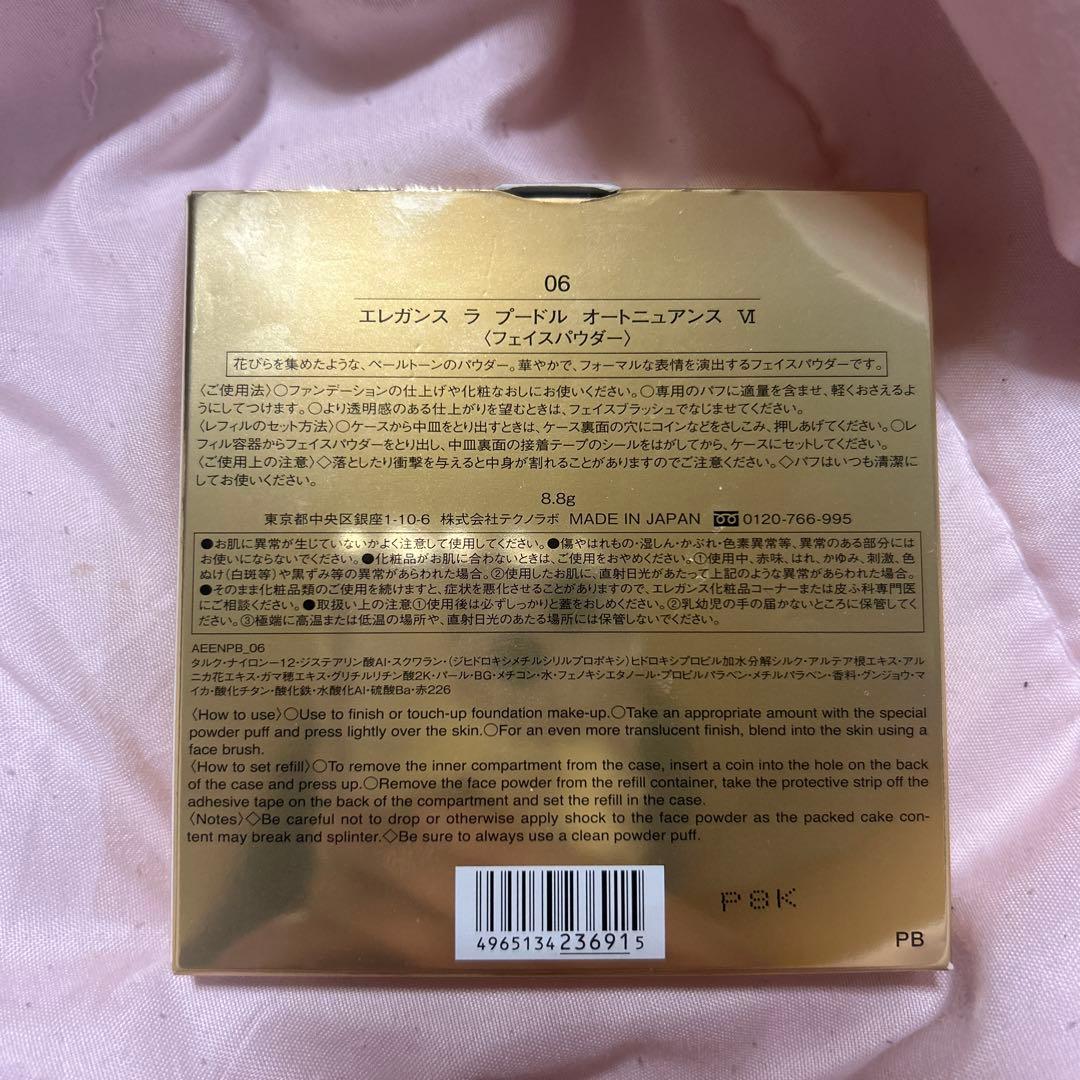 06
エレガンス ラ プードル オートニュアンス Ⅵ
〈フェイスパウダー〉
花びらを集めたような、ペールトーンのパウダー。華やかで、フォーマルな表情を演出するフェイスパウダーです。
〈ご使用法〉○ファンデーションの仕上げや化粧なおしにお使いください。○専用のパフに適量を含ませ、軽くおさえるよ
うにしてつけます。○より透明感のある仕上がりを望むときは、フェイスブラッシュでなじませてください。
〈レフィルのセット方法〉○ケースから中皿をとり出すときは、ケース裏面の穴にコインなどをさしこみ、押しあげてください。○レ
フィル容器からフェイスパウダーをとり出し、中皿裏面の接着テープのシールをはがしてから、ケースにセットしてください。
〈ご使用上の注意〉◇落としたり衝撃を与えると中身が割れることがありますのでご注意ください。◇パフはいつも清潔に
してお使いください。
8.8g
東京都中央区銀座1-10-6 株式会社テクノラボ MADE IN JAPAN 0120-766-995
●お肌に異常が生じていないかよく注意して使用してください。●傷やはれもの・湿しん・かぶれ・色素異常等、異常のある部分には
お使いにならないでください。●化粧品がお肌に合わないときは、ご使用をおやめください。①使用中、赤味、はれ、かゆみ、刺激、色
ぬけ(白斑等)や黒ずみ等の異常があらわれた場合。②使用したお肌に、直射日光があたって上記のような異常があらわれた場合。
●そのまま化粧品類のご使用を続けますと、症状を悪化させることがありますので、エレガンス化粧品コーナーまたは皮ふ科専門医
にご相談ください。●取扱い上の注意①使用後は必ずしっかりと蓋をおしめください。②乳幼児の手の届かないところに保管してく
ださい。③極端に高温または低温の場所や、直射日光のあたる場所には保管しないでください。
AEENPB_06
タルク・ナイロン－12・ジステアリン酸Al・スクワラン・(ジヒドロキシメチルシリルプロポキシ)ヒドロキシプロピル加水分解シルク・アルテア根エキス・アル
ニカ花エキス・ガマ穂エキス・グリチルリチン酸2K・パール・BG・メチコン・水・フェノキシエタノール・プロピルパラベン・メチルパラベン・香料・グンジョウ・マ
イカ・酸化チタン・酸化鉄・水酸化Al・硫酸Ba・赤226
〈How to use〉○Use to finish or touch-up foundation make-up.○Take an appropriate amount with the special
powder puff and press lightly over the skin.○For an even more translucent finish, blend into the skin using a
face brush.
〈How to set refill〉○To remove the inner compartment from the case, insert a coin into the hole on the back
of the case and press up.○Remove the face powder from the refill container, take the protective strip off the
adhesive tape on the back of the compartment and set the refill in the case.
〈Notes〉◇Be careful not to drop or otherwise apply shock to the face powder as the packed cake con-
tent may break and splinter.◇Be sure to always use a clean powder puff.
4965134236915
P8K
PB